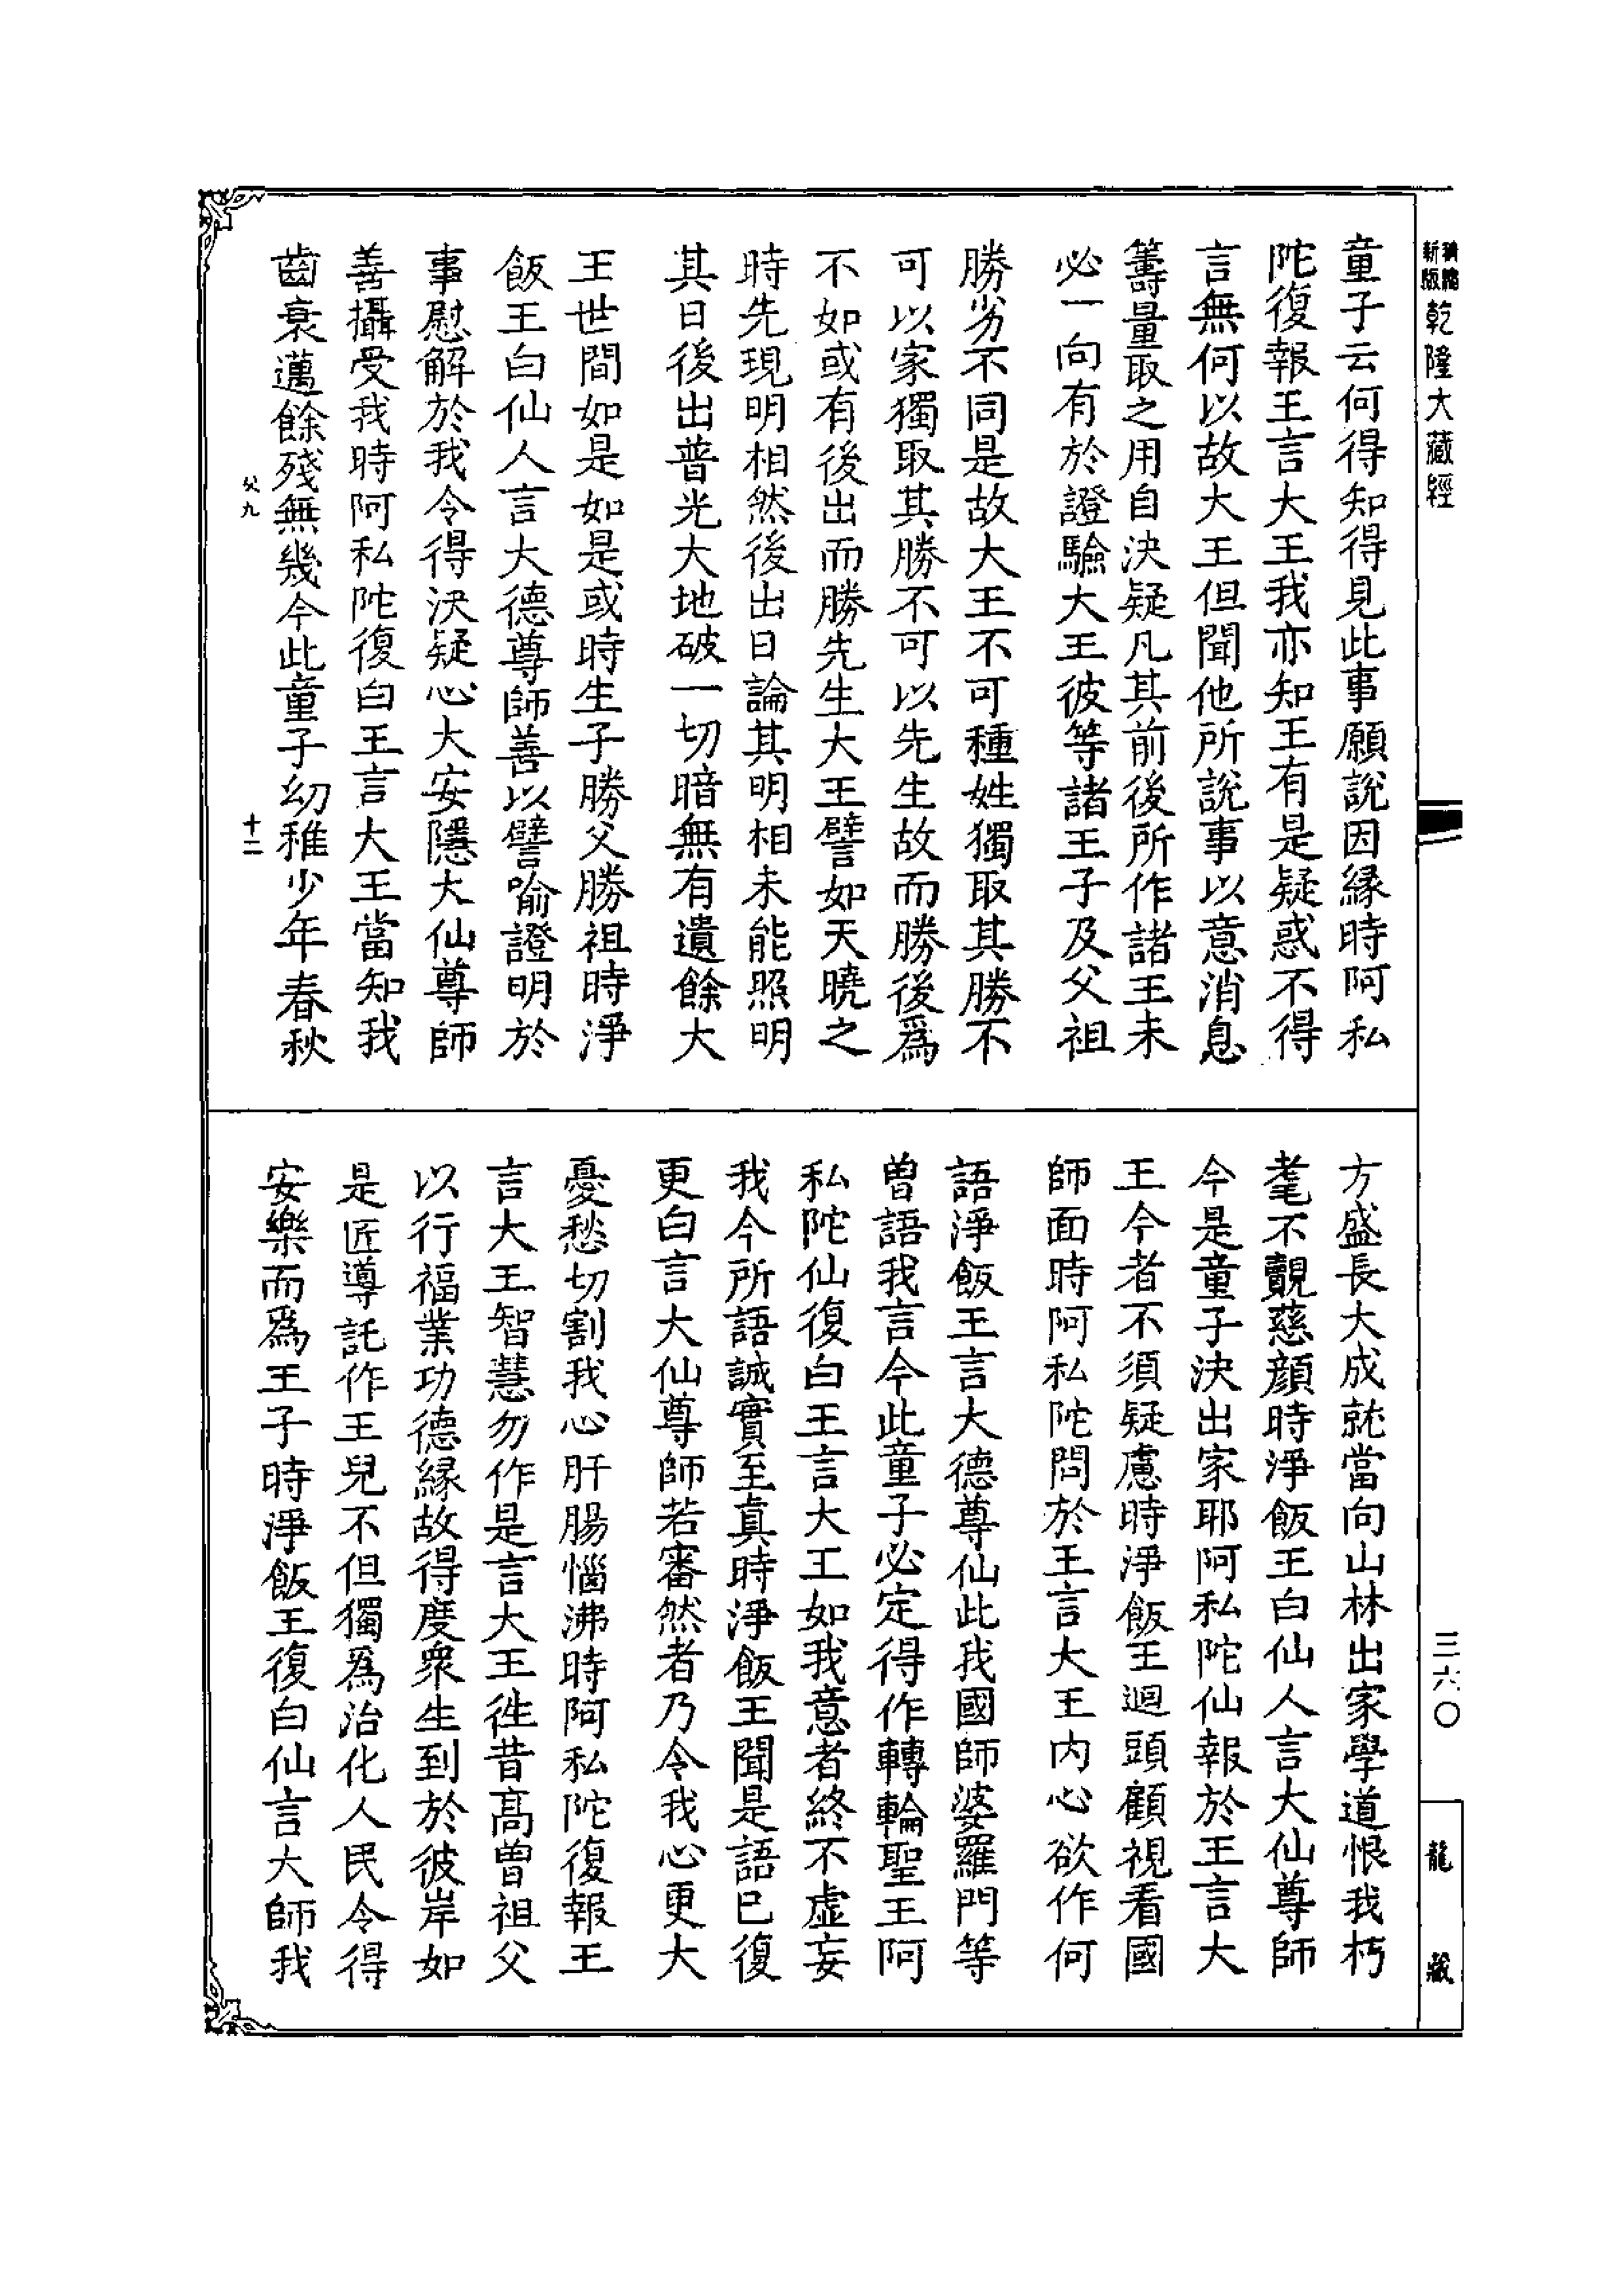 精縮
新版
乾隆大藏經
童子云何得知得見此事願說因緣時阿私
陀復報王言大王我亦知王有是疑惑不得
言無何以故大王但聞他所說事以意消息
籌量取之用自決疑凡其前後所作諸王未
必一向有於證驗大王彼等諸王子及父祖
勝劣不同是故大王不可種姓獨取其勝不
可以家獨取其勝不可以先生故而勝後為
不如或有後出而勝先生大王譬如天曉之
時先現明相然後出日論其明相未能照明
其日後出普光大地破一切暗無有遺餘大
王世間如是如是或時生子勝父勝祖時淨
飯王白仙人言大德尊師善以譬喻證明於
事慰解於我令得決疑心大安隱大仙尊師
善攝受我時阿私陀復白王言大王當知我
齒衰邁餘殘無幾今此童子幼稚少年春秋
父九
十二
方盛長大成就當向山林出家學道恨我朽
耄不覿慈顏時淨飯王白仙人言大仙尊師
今是童子決出家耶阿私陀仙報於王言大
王今者不須疑慮時淨飯王迴頭顧視看國
師面時阿私陀問於王言大王內心欲作何
語淨飯王言大德尊仙此我國師婆羅門等
曾語我言今此童子必定得作轉輪聖王阿
私陀仙復白王言大王如我意者終不虛妄
我今所語誠實至真時淨飯王聞是語已復
更白言大仙尊師若審然者乃令我心更大
憂愁切割我心肝腸惱沸時阿私陀復報王
言大王智慧勿作是言大王徃昔高曾祖父
以行福業功德緣故得度眾生到於彼岸如
是匠導託作王兒不但獨為治化人民令得
安樂而為王子時淨飯王復白仙言大師我
三六〇
龍藏